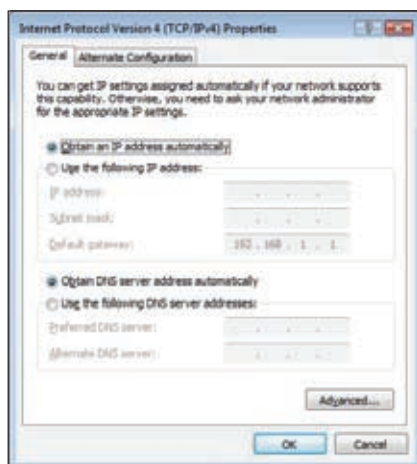 Internet Protocol Version 4 (TCP/IPv4) Properties
General
Alternate Configuration
You can get IP settings assigned automatically if your network supports
this capability. Otherwise, you need to ask your network administrator
for the appropriate IP settings.
Obtain an IP address automatically
Use the following IP address:
IP address:
Subnet mask:
Default gateway: 192 . 168 . 1 . 1
Obtain DNS server address automatically
Use the following DNS server addresses:
Preferred DNS server:
Alternate DNS server:
Advanced...
OK
Cancel